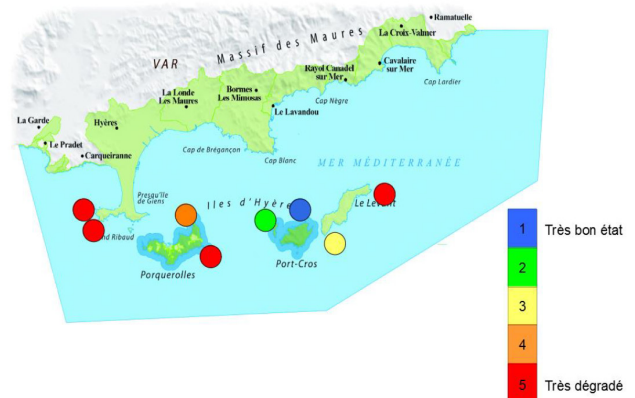 Ramatuelle
La Croix-Valmer
Massif des Maures
VAR
Cavalaire
sur Mer
Rayol Canadel
sur Mer
Cap Lardier
Bormes
Les Mimosas
La Londe
Les Maures
Cap Nègre
Le Lavandou
La Garde
Hyères
Le Pradet
Carqueiranne
Cap de Brégançon
Cap Blanc
MER MÉDITERRANÉE
Presqu'île
de Giens
Iles d'Hyère
Le Levant
nd Ribaud
Porquerolles
Port-Cros
1 Très bon état
2
3
4
5 Très dégradé